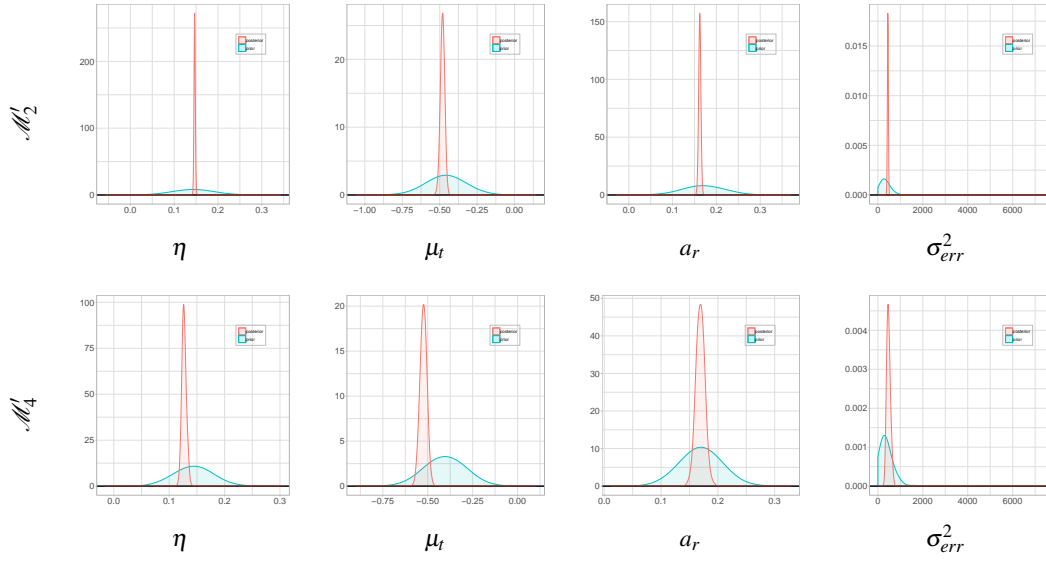 posterior
prior
0
100
200
0.0
0.1
0.2
0.3
η
posterior
prior
0
10
20
−1.00
−0.75
−0.50
−0.25
0.00
μt
posterior
prior
0
50
100
150
0.0
0.1
0.2
0.3
ar
posterior
prior
0.000
0.005
0.010
0.015
0
2000
4000
6000
σ²err
ℳ′2
posterior
prior
0
25
50
75
100
0.0
0.1
0.2
0.3
η
posterior
prior
0
5
10
15
20
−0.75
−0.50
−0.25
0.00
μt
posterior
prior
0
10
20
30
40
50
0.0
0.1
0.2
0.3
ar
posterior
prior
0.000
0.001
0.002
0.003
0.004
0
2000
4000
6000
σ²err
ℳ′4